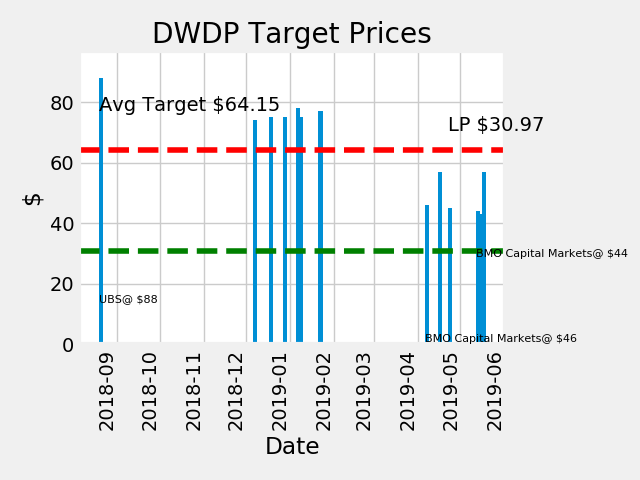 DWDP Target Prices
80
Avg Target $64.15
LP $30.97
60
$
40
BMO Capital Markets@ $44
20
UBS@ $88
BMO Capital Markets@ $46
0
2018-09
2018-10
2018-11
2018-12
2019-01
2019-02
2019-03
2019-04
2019-05
2019-06
Date